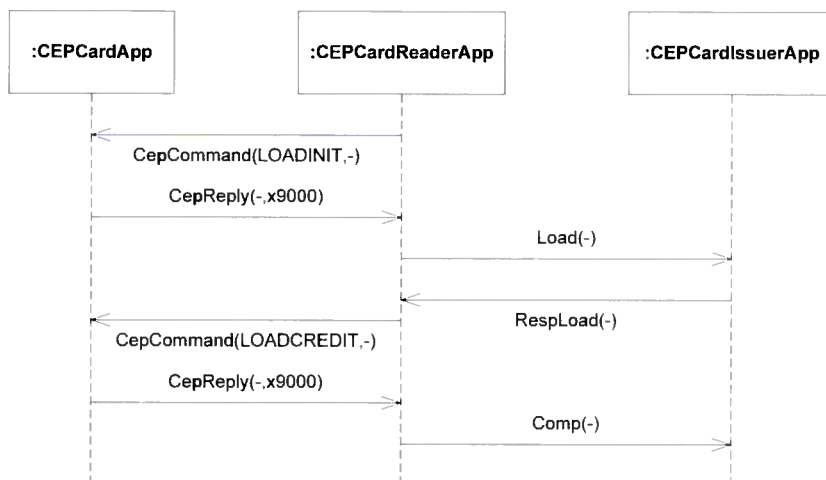 :CEPCardApp
:CEPCardReaderApp
:CEPCardIssuerApp
CepCommand(LOADINIT,-)
CepReply(-,x9000)
Load(-)
RespLoad(-)
CepCommand(LOADCREDIT,-)
CepReply(-,x9000)
Comp(-)